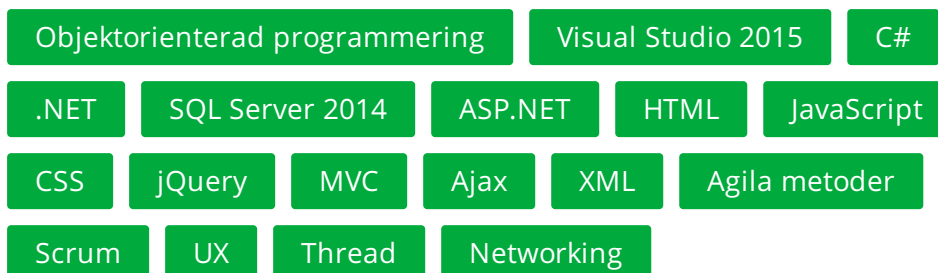 Objektorienterad programmering Visual Studio 2015 C#
.NET SQL Server 2014 ASP.NET HTML JavaScript
CSS jQuery MVC Ajax XML Agila metoder
Scrum UX Thread Networking